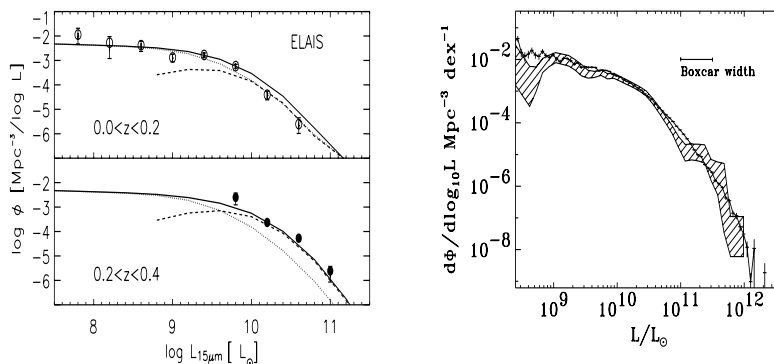 log ϕ [Mpc⁻³/log L]
-1
-2
-3
-4
-5
-6
ELAIS
0.0<z<0.2
-2
-3
-4
-5
-6
0.2<z<0.4
8 9 10 11
log L₁₅μm [ L⊙]
dΦ/dlog₁₀L Mpc⁻³ dex⁻¹
10⁻²
10⁻⁴
10⁻⁶
10⁻⁸
Boxcar width
10⁹ 10¹⁰ 10¹¹ 10¹²
L/L⊙